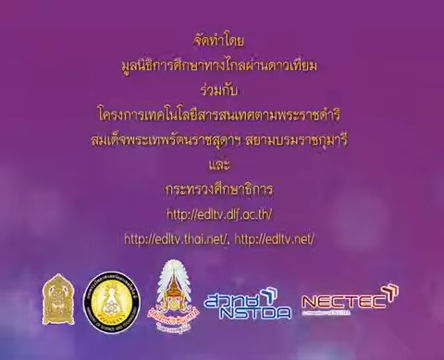 จัดทำโดย
มูลนิธิการศึกษาทางไกลผ่านดาวเทียม
ร่วมกับ
โครงการเทคโนโลยีสารสนเทศตามพระราชดำริ
สมเด็จพระเทพรัตนราชสุดาฯ สยามบรมราชกุมารี
และ
กระทรวงศึกษาธิการ
http://edltv.dlf.ac.th/
http://edltv.thai.net/, http://edltv.net/
สวทช NECTEC
NSTDA